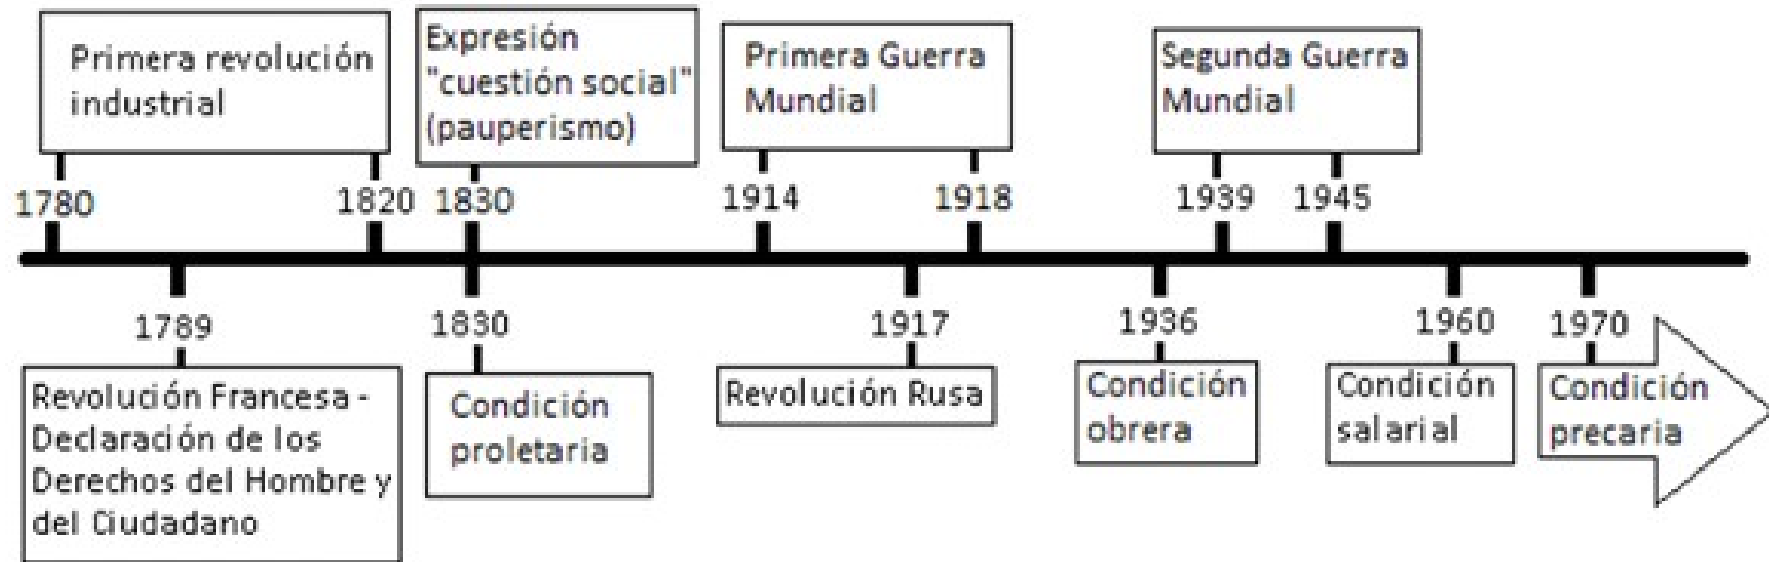 Primera revolución
industrial
Expresión
"cuestión social"
(pauperismo)
Primera Guerra
Mundial
Segunda Guerra
Mundial
1780
1820
1830
1914
1918
1939
1945
1789
1830
1917
1936
1960
1970
Revolución Francesa -
Declaración de los
Derechos del Hombre y
del Ciudadano
Condición
proletaria
Revolución Rusa
Condición
obrera
Condición
salarial
Condición
precaria